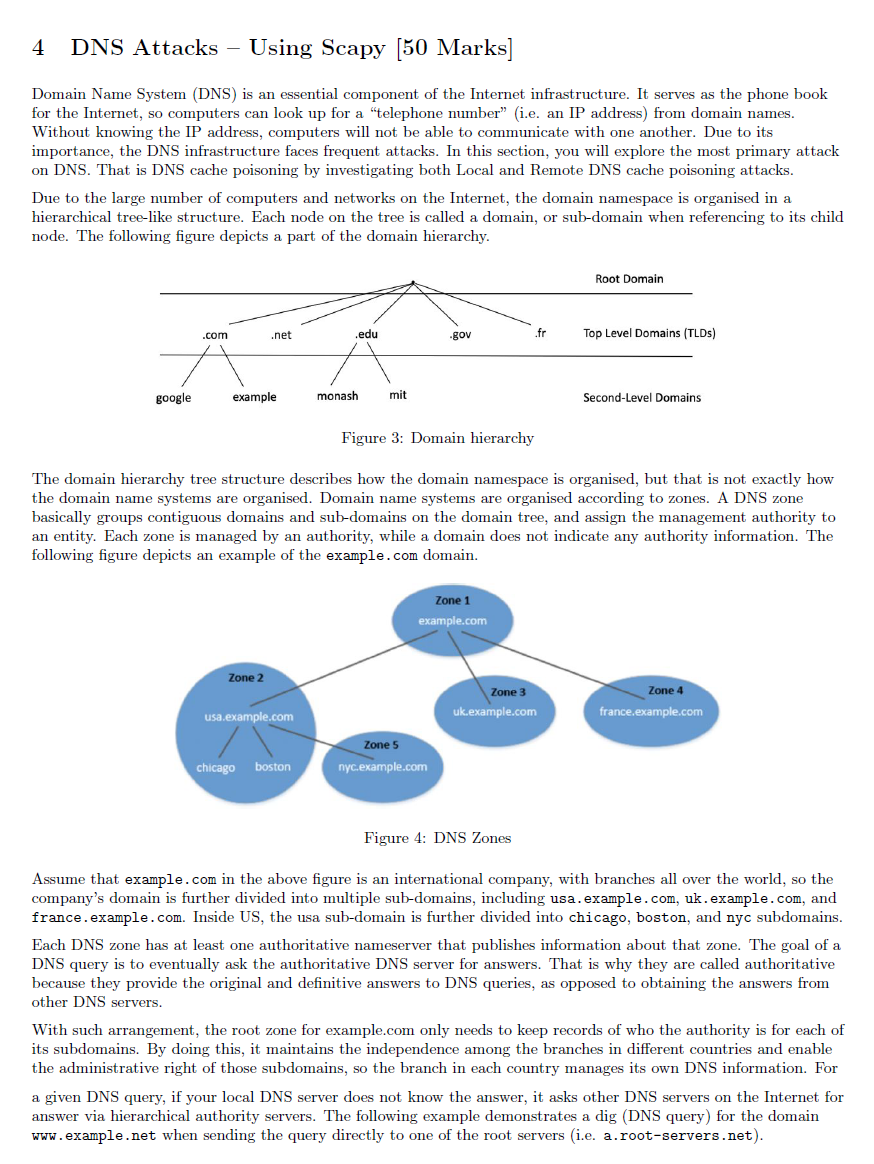 4 DNS Attacks – Using Scapy [50 Marks]
Domain Name System (DNS) is an essential component of the Internet infrastructure. It serves as the phone book
for the Internet, so computers can look up for a “telephone number” (i.e. an IP address) from domain names.
Without knowing the IP address, computers will not be able to communicate with one another. Due to its
importance, the DNS infrastructure faces frequent attacks. In this section, you will explore the most primary attack
on DNS. That is DNS cache poisoning by investigating both Local and Remote DNS cache poisoning attacks.
Due to the large number of computers and networks on the Internet, the domain namespace is organised in a
hierarchical tree-like structure. Each node on the tree is called a domain, or sub-domain when referencing to its child
node. The following figure depicts a part of the domain hierarchy.
Root Domain
.com .net .edu .gov .fr Top Level Domains (TLDs)
google example monash mit Second-Level Domains
Figure 3: Domain hierarchy
The domain hierarchy tree structure describes how the domain namespace is organised, but that is not exactly how
the domain name systems are organised. Domain name systems are organised according to zones. A DNS zone
basically groups contiguous domains and sub-domains on the domain tree, and assign the management authority to
an entity. Each zone is managed by an authority, while a domain does not indicate any authority information. The
following figure depicts an example of the example.com domain.
Zone 1
example.com
Zone 2
usa.example.com
chicago boston
Zone 3
uk.example.com
Zone 4
france.example.com
Zone 5
nyc.example.com
Figure 4: DNS Zones
Assume that example.com in the above figure is an international company, with branches all over the world, so the
company’s domain is further divided into multiple sub-domains, including usa.example.com, uk.example.com, and
france.example.com. Inside US, the usa sub-domain is further divided into chicago, boston, and nyc subdomains.
Each DNS zone has at least one authoritative nameserver that publishes information about that zone. The goal of a
DNS query is to eventually ask the authoritative DNS server for answers. That is why they are called authoritative
because they provide the original and definitive answers to DNS queries, as opposed to obtaining the answers from
other DNS servers.
With such arrangement, the root zone for example.com only needs to keep records of who the authority is for each of
its subdomains. By doing this, it maintains the independence among the branches in different countries and enable
the administrative right of those subdomains, so the branch in each country manages its own DNS information. For
a given DNS query, if your local DNS server does not know the answer, it asks other DNS servers on the Internet for
answer via hierarchical authority servers. The following example demonstrates a dig (DNS query) for the domain
www.example.net when sending the query directly to one of the root servers (i.e. a.root-servers.net).